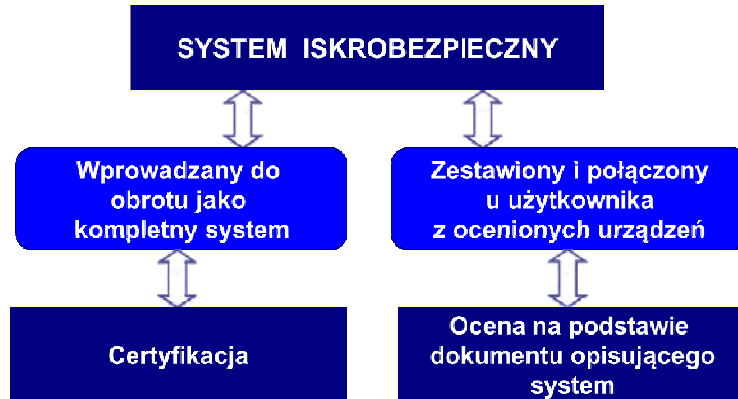 SYSTEM ISKROBEZPIECZNY
Wprowadzany do
obrotu jako
kompletny system
Zestawiony i połączony
u użytkownika
z ocenionych urządzeń
Certyfikacja
Ocena na podstawie
dokumentu opisującego
system